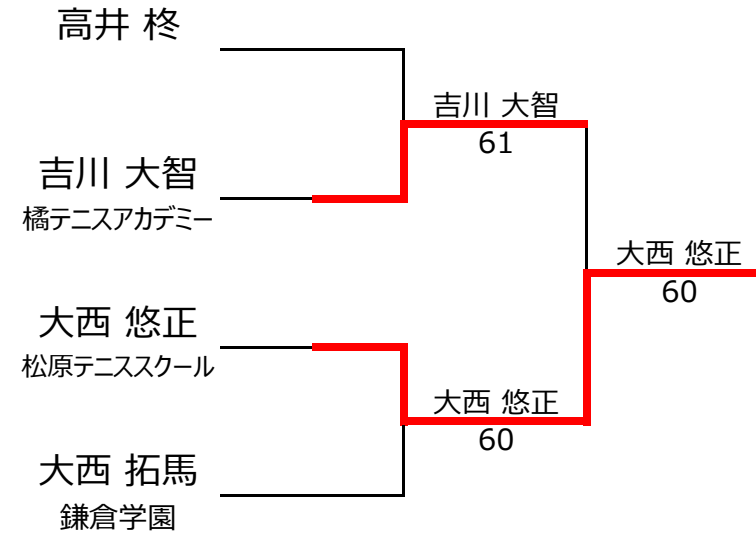 高井 柊
吉川 大智
61
吉川 大智
橘テニスアカデミー
大西 悠正
60
大西 悠正
松原テニススクール
大西 悠正
60
大西 拓馬
鎌倉学園